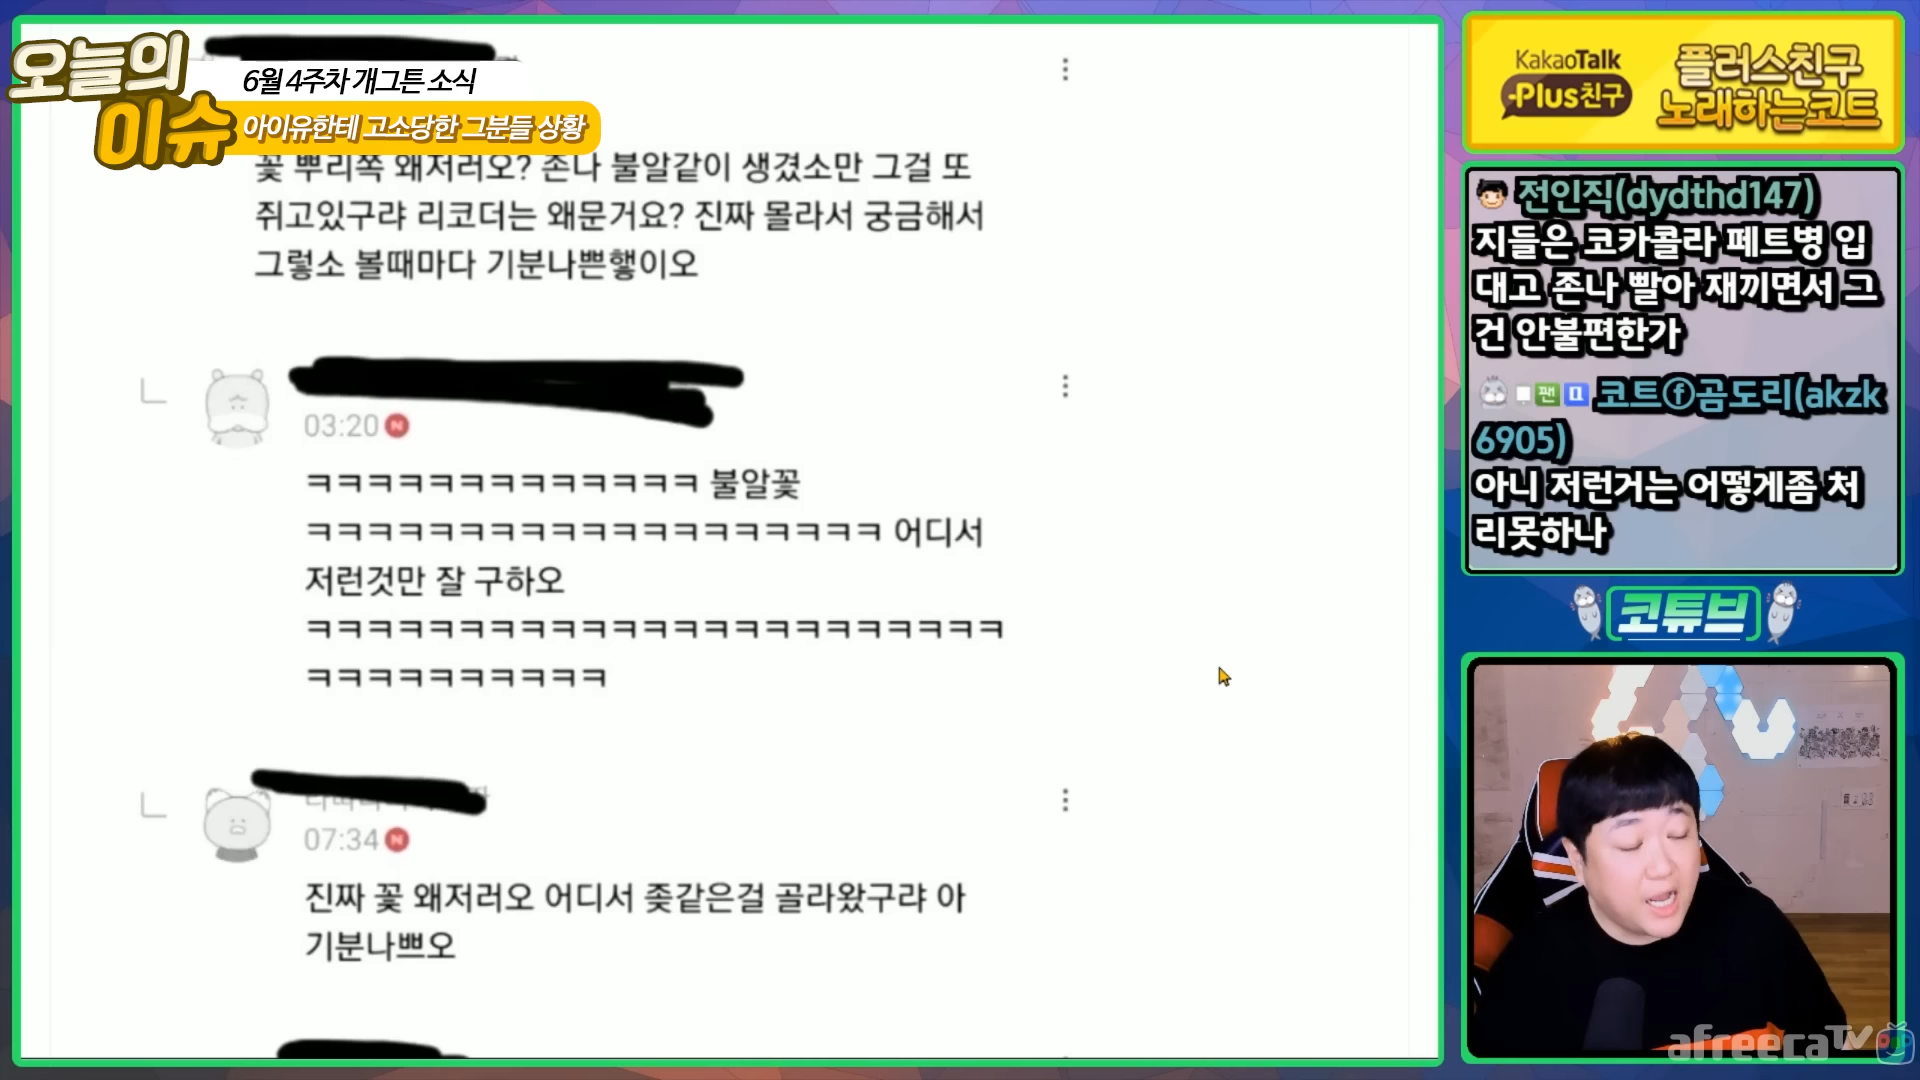 오늘의
이슈
6월 4주차 개그튼 소식
아이유한테 고소당한 그분들 상황
꽃 뿌리쪽 왜저러오? 존나 불알같이 생겼소만 그걸 또
쥐고있구랴 리코더는 왜문거요? 진짜 몰라서 궁금해서
그렇소 볼때마다 기분나쁜헿이오
03:20 N
ㅋㅋㅋㅋㅋㅋㅋㅋㅋㅋㅋㅋㅋ 불알꽃
ㅋㅋㅋㅋㅋㅋㅋㅋㅋㅋㅋㅋㅋㅋㅋㅋㅋㅋㅋ 어디서
저런것만 잘 구하오
ㅋㅋㅋㅋㅋㅋㅋㅋㅋㅋㅋㅋㅋㅋㅋㅋㅋㅋㅋㅋㅋㅋㅋ
ㅋㅋㅋㅋㅋㅋㅋㅋㅋㅋ
07:34 N
진짜 꽃 왜저러오 어디서 좆같은걸 골라왔구랴 아
기분나쁘오
KakaoTalk
Plus친구
플러스친구
노래하는코트
전인직(dydthd147)
지들은 코카콜라 페트병 입
대고 존나 빨아 재끼면서 그
건 안불편한가
팬 코트ⓕ곰도리(akzk
6905)
아니 저런거는 어떻게좀 처
리못하나
코튜브
afreecaTV